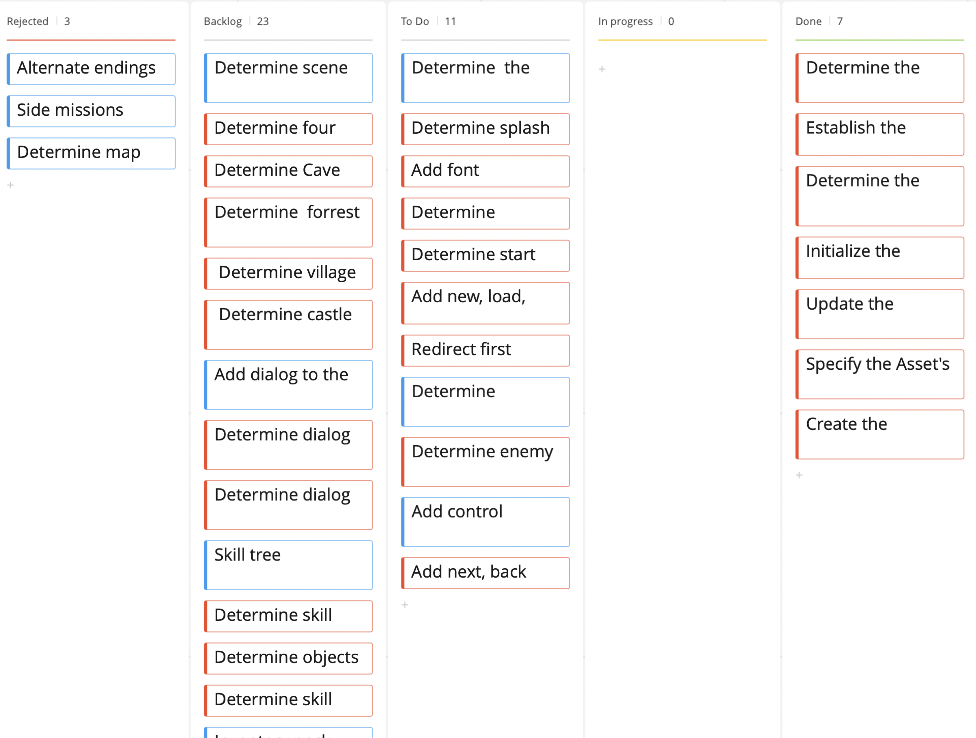 Rejected 3
Alternate endings
Side missions
Determine map
+
Backlog 23
Determine scene
Determine four
Determine Cave
Determine  forrest
Determine village
Determine castle
Add dialog to the
Determine dialog
Determine dialog
Skill tree
Determine skill
Determine objects
Determine skill
To Do 11
Determine  the
Determine splash
Add font
Determine
Determine start
Add new, load,
Redirect first
Determine
Determine enemy
Add control
Add next, back
+
In progress 0
+
Done 7
Determine the
Establish the
Determine the
Initialize the
Update the
Specify the Asset's
Create the
+